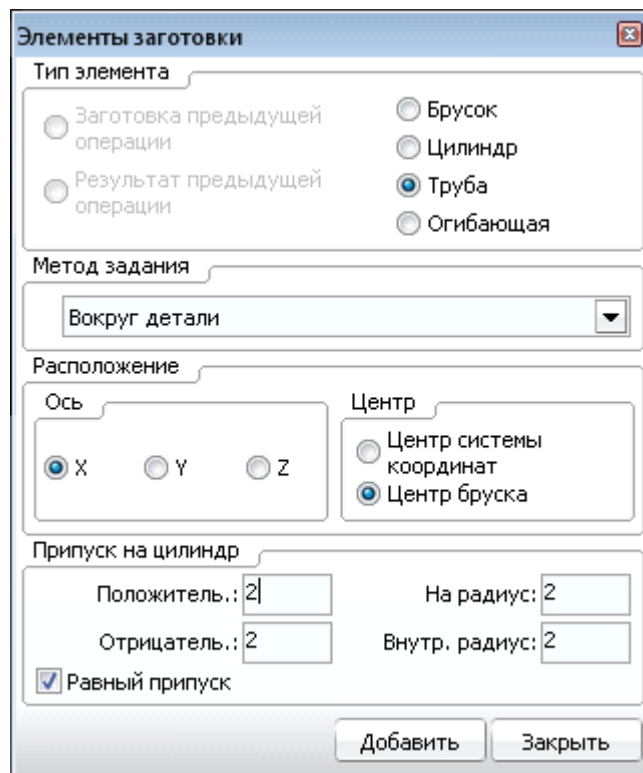 Элементы заготовки
Тип элемента
Заготовка предыдущей
операции
Результат предыдущей
операции
Брусок
Цилиндр
Труба
Огибающая
Метод задания
Вокруг детали
Расположение
Ось
X Y Z
Центр
Центр системы
координат
Центр бруска
Припуск на цилиндр
Положитель.: 2 На радиус: 2
Отрицатель.: 2 Внутр. радиус: 2
Равный припуск
Добавить Закрыть